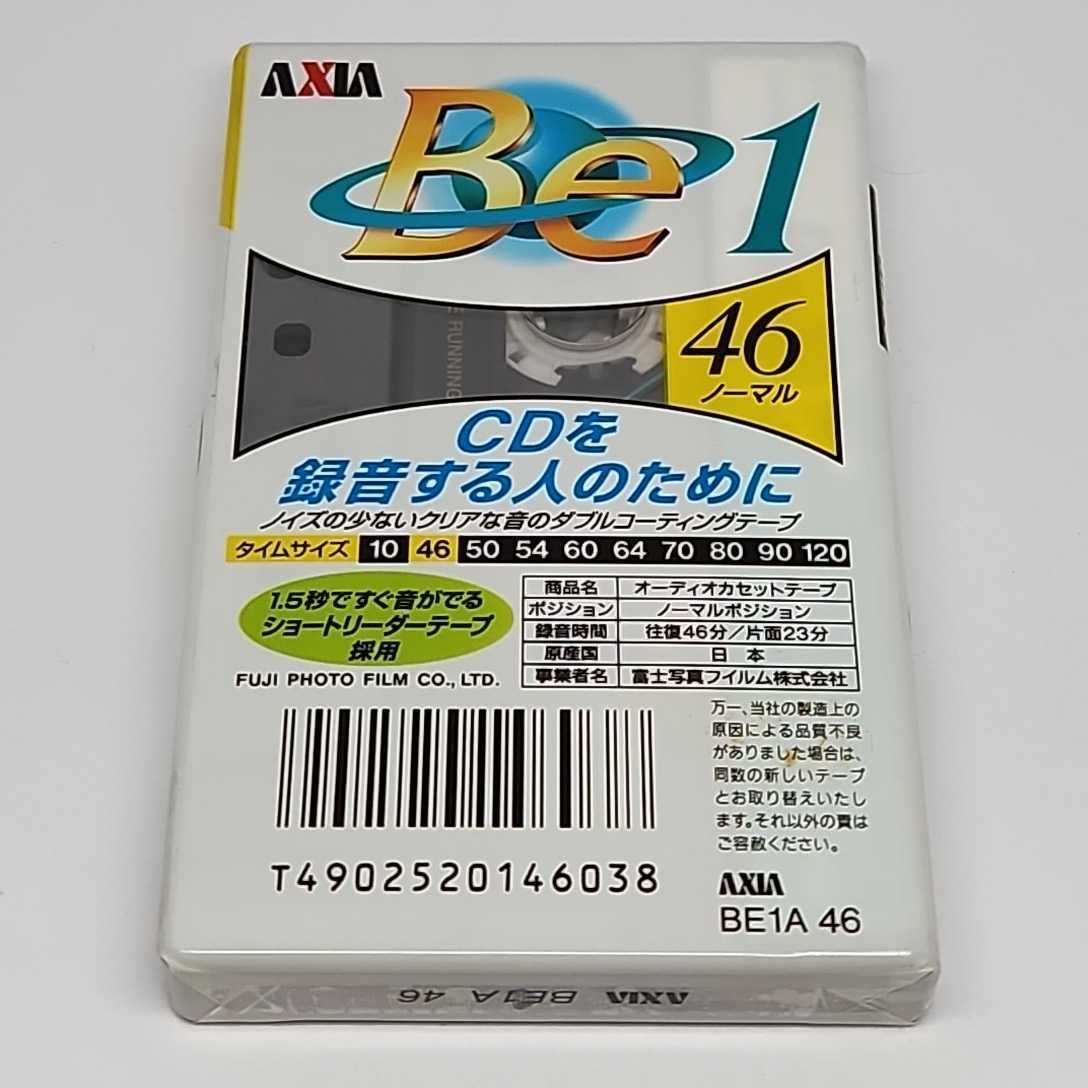 AXIA
Be 1
E RUNNING
46
ノーマル
CDを
録音する人のために
ノイズの少ないクリアな音のダブルコーティングテープ
タイムサイズ 10 46 50 54 60 64 70 80 90 120
1.5秒ですぐ音がでる
ショートリーダーテープ
採用
商品名 オーディオカセットテープ
ポジション ノーマルポジション
録音時間 往復46分/片面23分
原産国 日本
事業者名 富士写真フイルム株式会社
FUJI PHOTO FILM CO., LTD.
万一、当社の製造上の
原因による品質不良
がありました場合は、
同数の新しいテープ
とお取り替えいたし
ます。それ以外の責は
ご容赦ください。
T4902520146038
AXIA
BE1A 46
AXIA BE1A 46